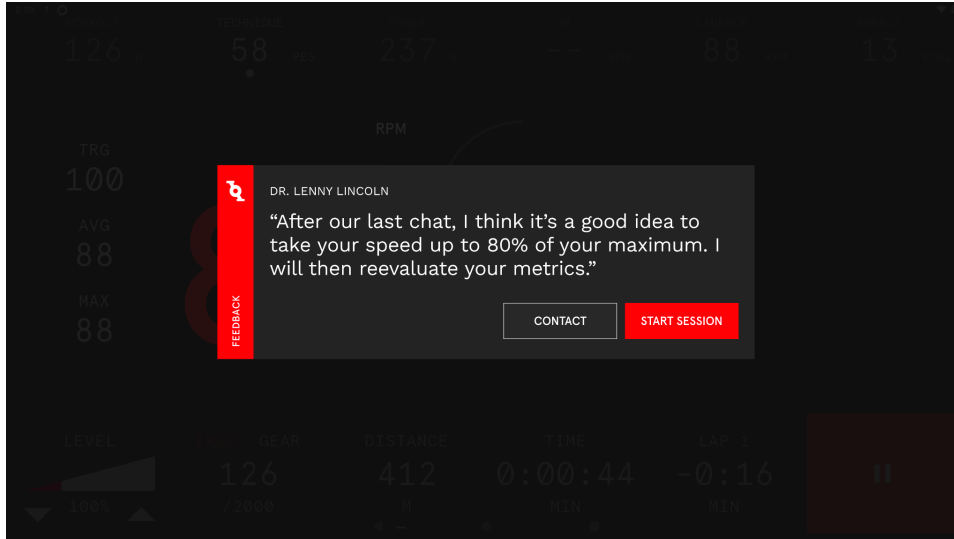 TECHNIQUE
126
58 PES
237
--
88
13
RPM
TRG
100
AVG
88
MAX
88
DR. LENNY LINCOLN
“After our last chat, I think it’s a good idea to
take your speed up to 80% of your maximum. I
will then reevaluate your metrics.”
FEEDBACK
CONTACT
START SESSION
LEVEL
GEAR
DISTANCE
TIME
LAP 1
126
412
0:00:44
-0:16
100%
/2000
M
MIN
MIN